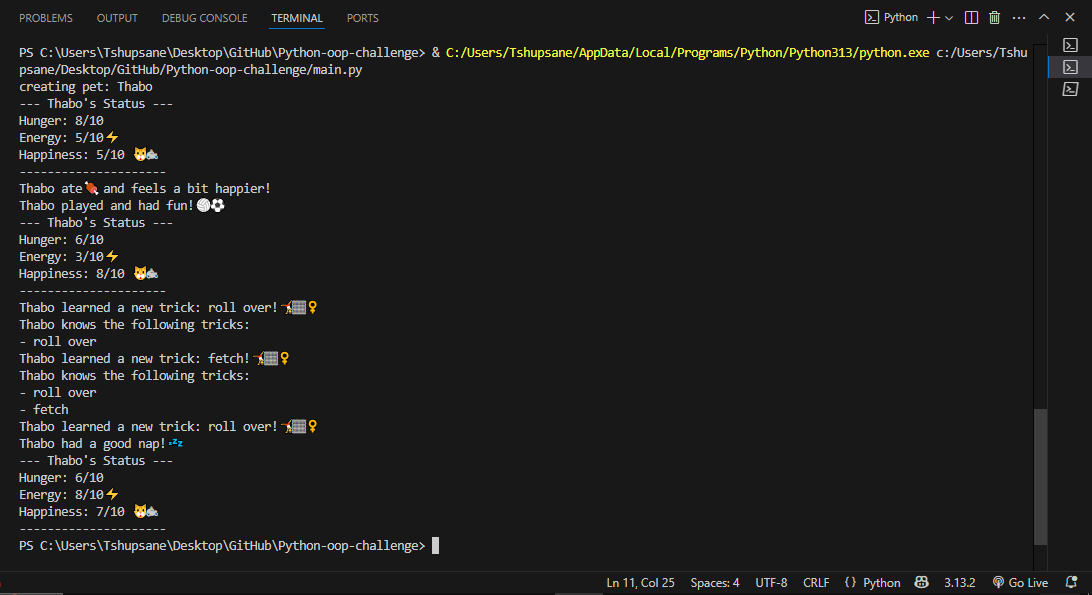 PROBLEMS OUTPUT DEBUG CONSOLE TERMINAL PORTS Python
PS C:\Users\Tshupsane\Desktop\GitHub\Python-oop-challenge> & C:/Users/Tshupsane/AppData/Local/Programs/Python/Python313/python.exe c:/Users/Tshu
psane/Desktop/GitHub/Python-oop-challenge/main.py
creating pet: Thabo
--- Thabo's Status ---
Hunger: 8/10
Energy: 5/10⚡
Happiness: 5/10 🐱
---------------------
Thabo ate🍖 and feels a bit happier!
Thabo played and had fun!🏐⚽
--- Thabo's Status ---
Hunger: 6/10
Energy: 3/10⚡
Happiness: 8/10 🐱
---------------------
Thabo learned a new trick: roll over!♀
Thabo knows the following tricks:
- roll over
Thabo learned a new trick: fetch!♀
Thabo knows the following tricks:
- roll over
- fetch
Thabo learned a new trick: roll over!♀
Thabo had a good nap!💤
--- Thabo's Status ---
Hunger: 6/10
Energy: 8/10⚡
Happiness: 7/10 🐱
---------------------
PS C:\Users\Tshupsane\Desktop\GitHub\Python-oop-challenge>
Ln 11, Col 25 Spaces: 4 UTF-8 CRLF {} Python 3.13.2 Go Live